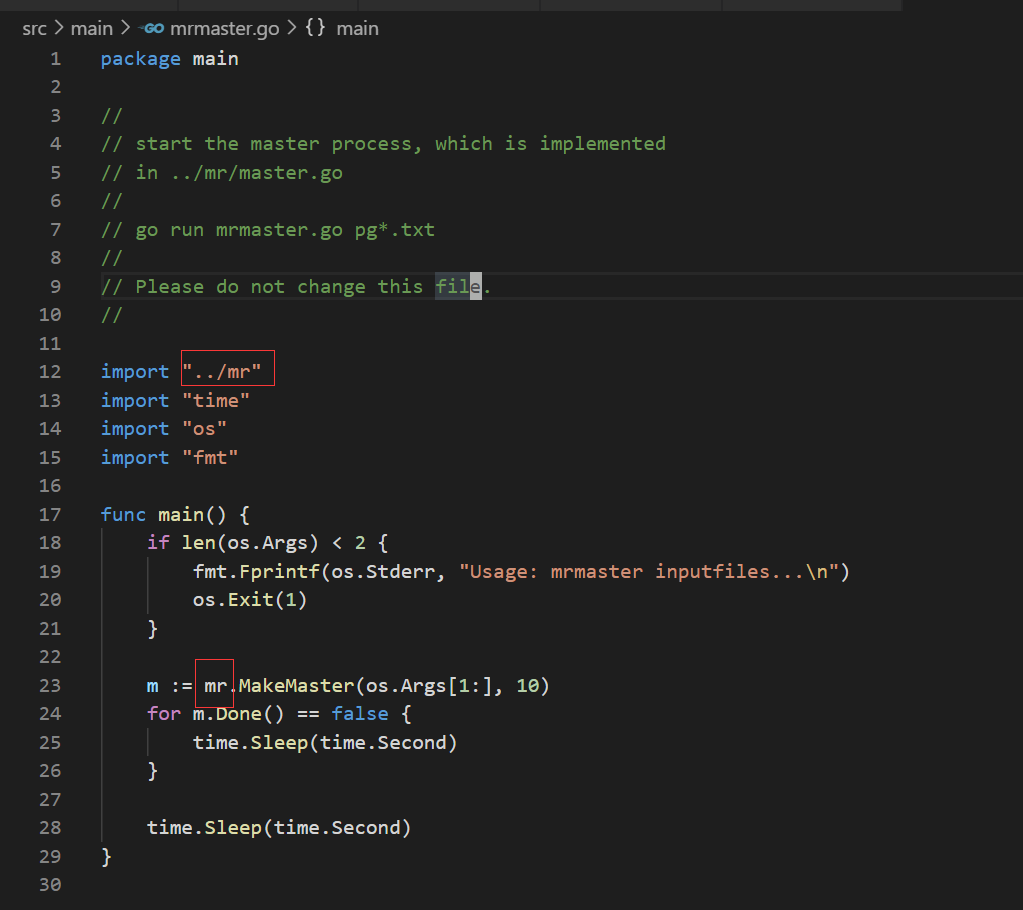 src > main > GO mrmaster.go > {} main
1 package main
2
3 //
4 // start the master process, which is implemented
5 // in ../mr/master.go
6 //
7 // go run mrmaster.go pg*.txt
8 //
9 // Please do not change this file.
10 //
11
12 import "../mr"
13 import "time"
14 import "os"
15 import "fmt"
16
17 func main() {
18     if len(os.Args) < 2 {
19         fmt.Fprintf(os.Stderr, "Usage: mrmaster inputfiles...\n")
20         os.Exit(1)
21     }
22
23     m := mr.MakeMaster(os.Args[1:], 10)
24     for m.Done() == false {
25         time.Sleep(time.Second)
26     }
27
28     time.Sleep(time.Second)
29 }
30